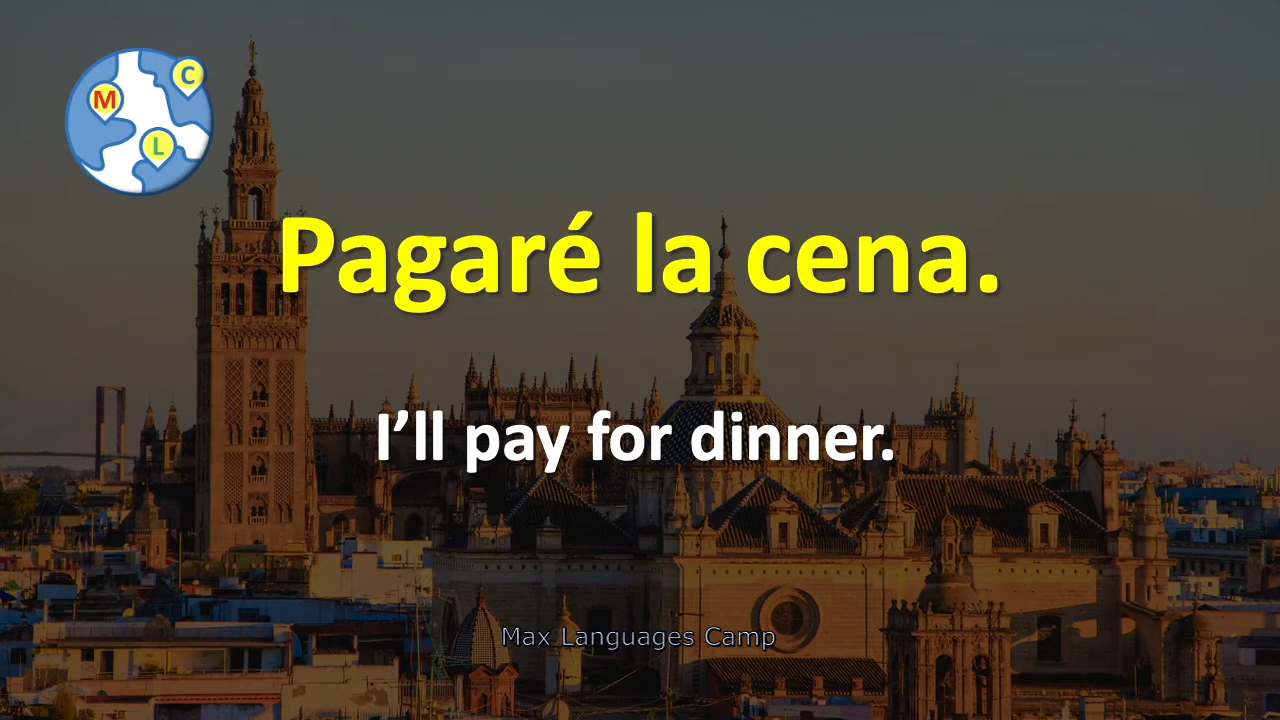 C
M
L
Pagaré la cena.
I’ll pay for dinner.
Max Languages Camp